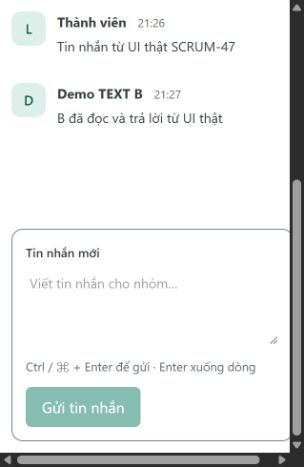 L
Thành viên 21:26
Tin nhắn từ UI thật SCRUM-47
D
Demo TEXT B 21:27
B đã đọc và trả lời từ UI thật
Tin nhắn mới
Viết tin nhắn cho nhóm...
Ctrl / ⌘ + Enter để gửi · Enter xuống dòng
Gửi tin nhắn